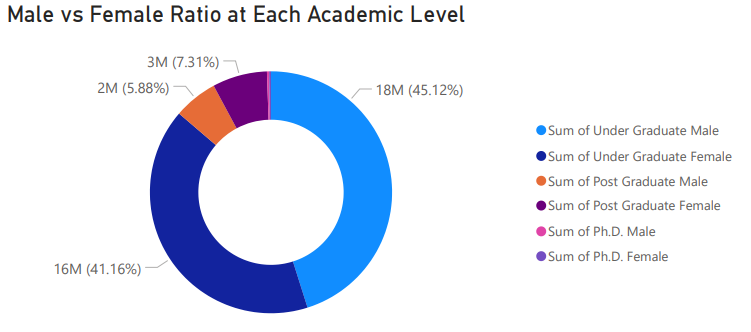 Male vs Female Ratio at Each Academic Level
3M (7.31%)
2M (5.88%)
18M (45.12%)
16M (41.16%)
Sum of Under Graduate Male
Sum of Under Graduate Female
Sum of Post Graduate Male
Sum of Post Graduate Female
Sum of Ph.D. Male
Sum of Ph.D. Female